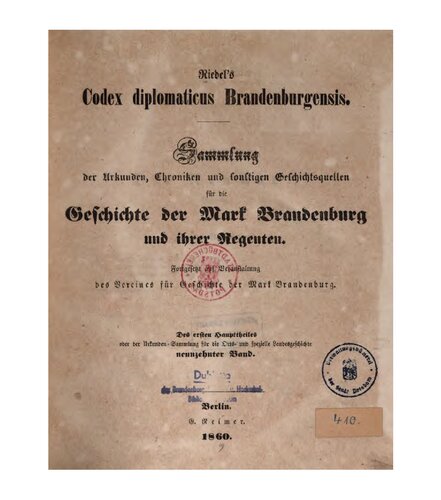 Riedel's
Codex diplomaticus Brandenburgensis.
Sammlung
der Urkunden, Chroniken und sonstigen Geschichtsquellen
für die
Geschichte der Mark Brandenburg
und ihrer Regenten.
Fortgesetzt auf Veranstaltung
des Vereines für Geschichte der Mark Brandenburg.
Des ersten Haupttheiles
oder der Urkunden-Sammlung für die Orts- und spezielle Landesgeschichte
neunzehnter Band.
Berlin.
G. Reimer.
1860.
410.